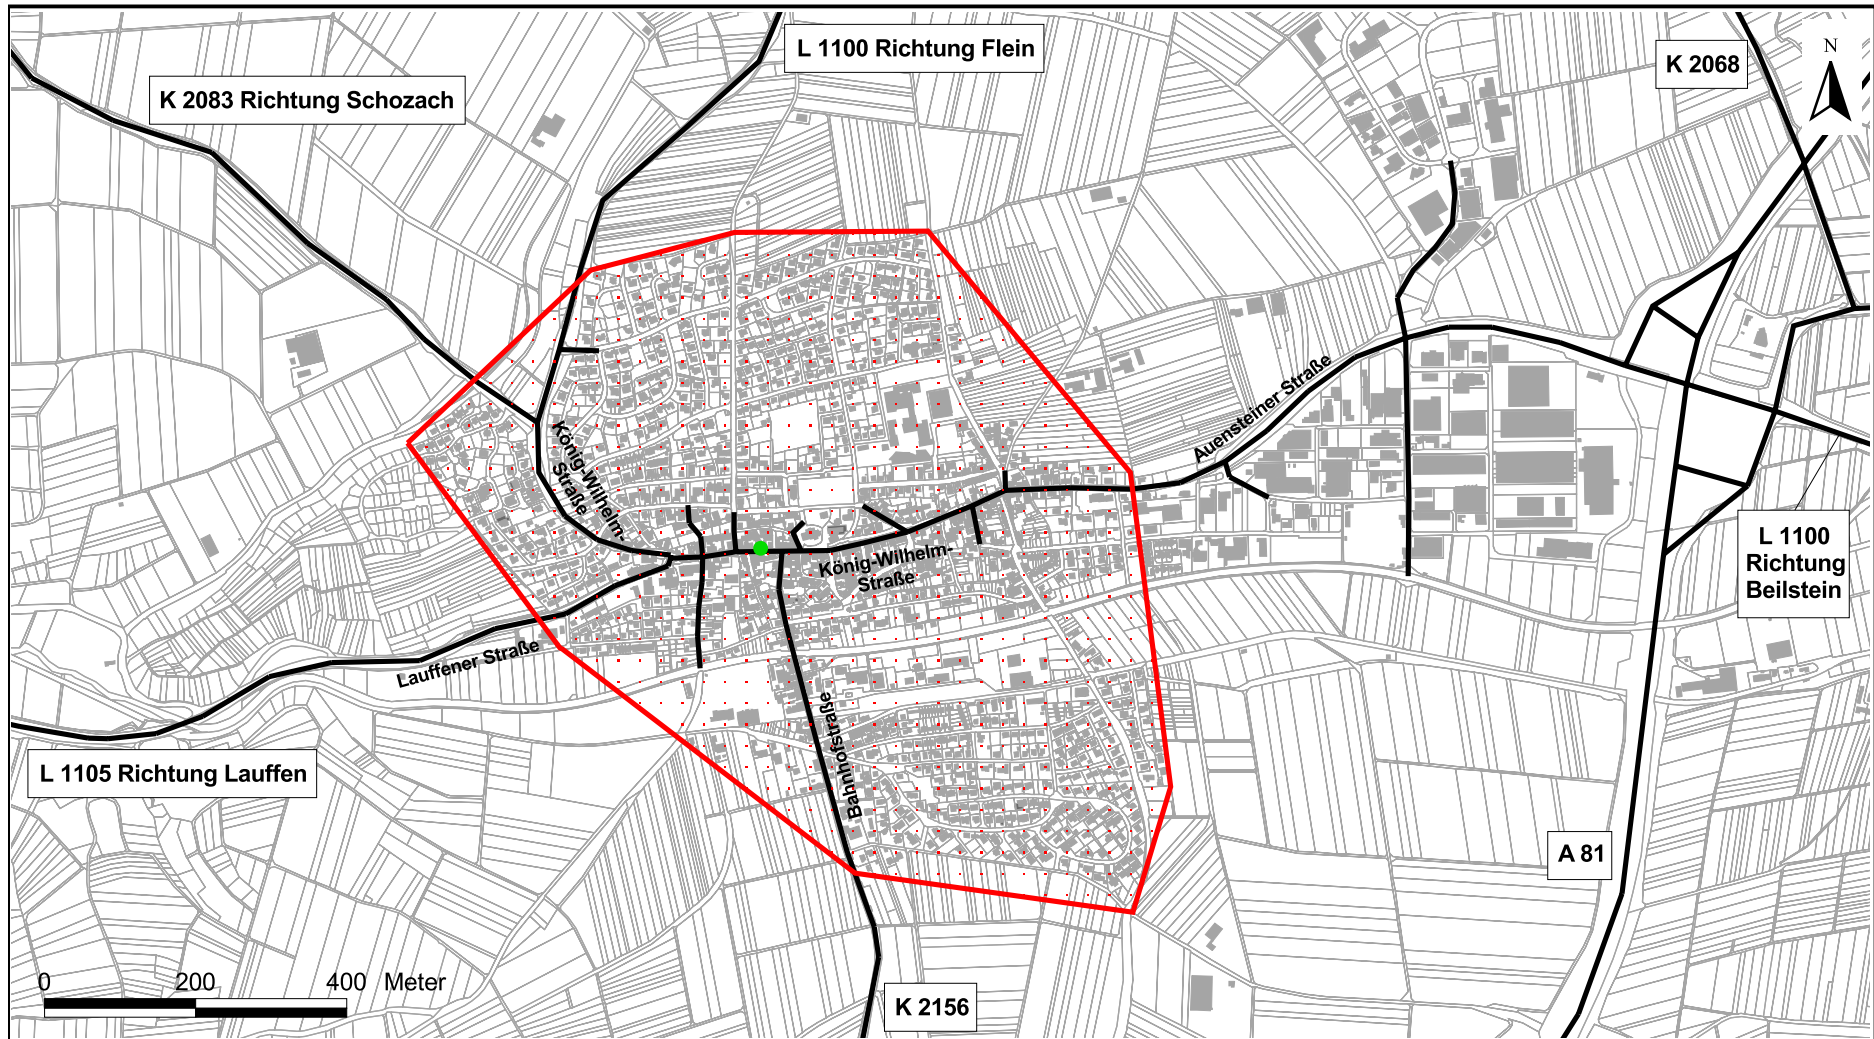 L 1100 Richtung Flein
K 2068
N
K 2083 Richtung Schozach
Auensteiner Straße
König-Wilhelm-
Straße
König-Wilhelm-
Straße
L 1100
Richtung
Beilstein
Lauffener Straße
Bahnhofstraße
L 1105 Richtung Lauffen
A 81
0 200 400 Meter
K 2156